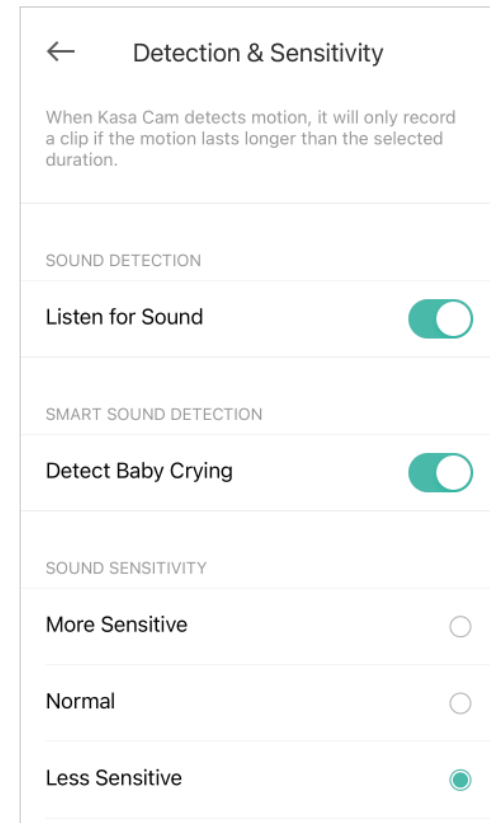 Detection & Sensitivity
When Kasa Cam detects motion, it will only record
a clip if the motion lasts longer than the selected
duration.
SOUND DETECTION
Listen for Sound
SMART SOUND DETECTION
Detect Baby Crying
SOUND SENSITIVITY
More Sensitive
Normal
Less Sensitive